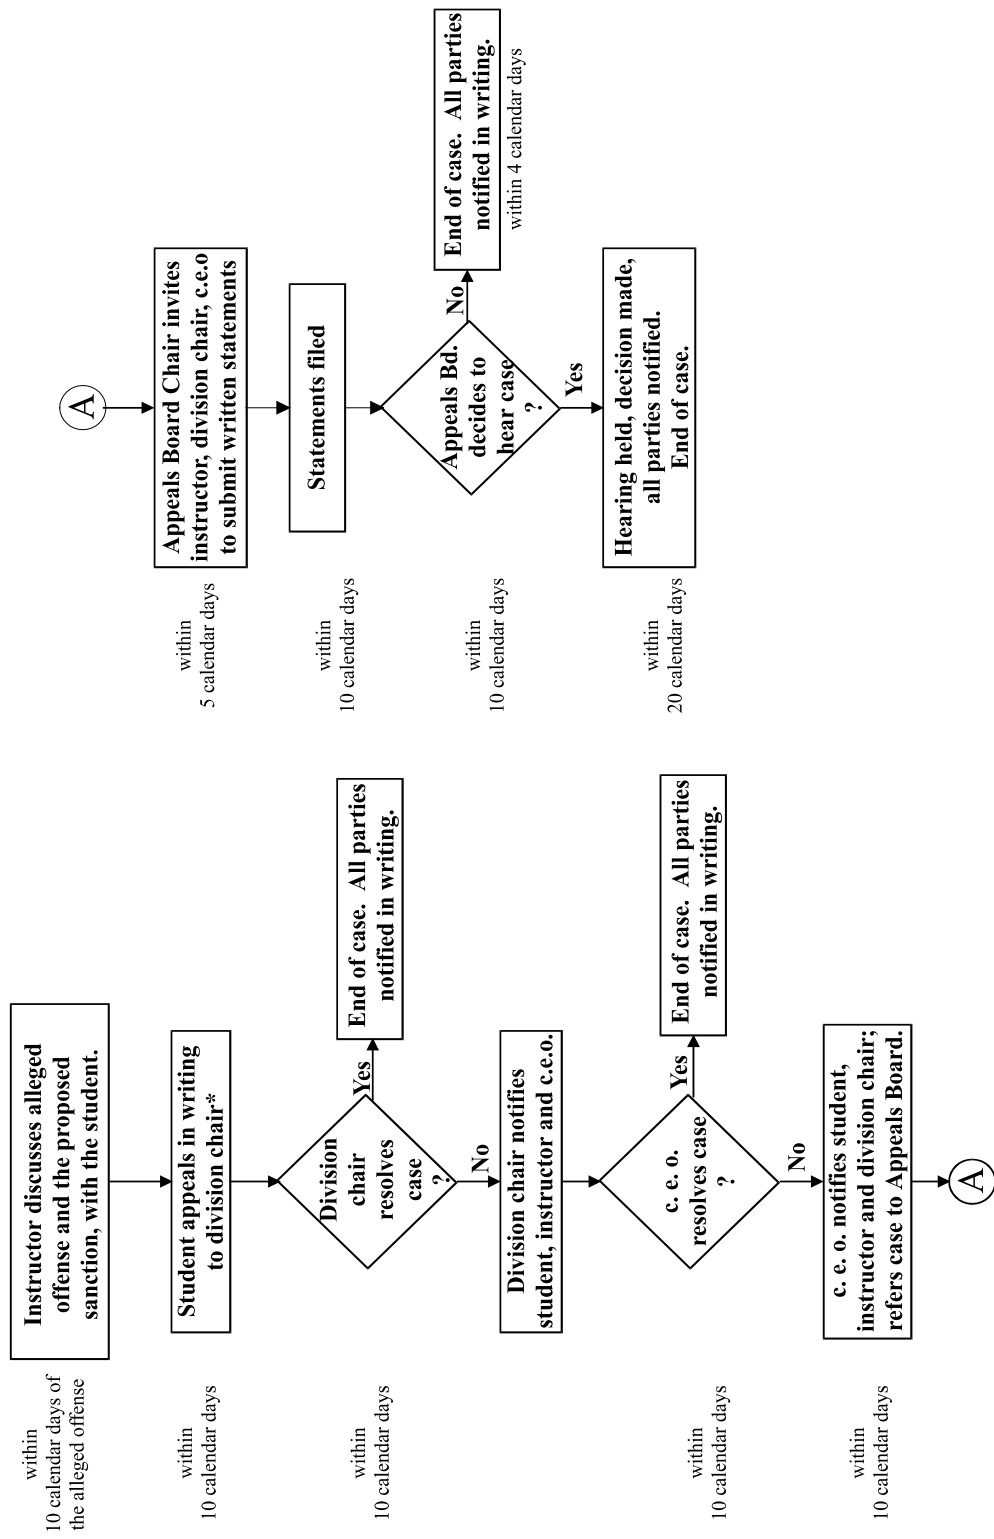 within
10 calendar days of
the alleged offense
Instructor discusses alleged
offense and the proposed
sanction, with the student.
within
10 calendar days
Student appeals in writing
to division chair*
within
10 calendar days
Division
chair
resolves
case
?
Yes
End of case.  All parties
notified in writing.
No
Division chair notifies
student, instructor and c.e.o.
within
10 calendar days
c. e. o.
resolves case
?
Yes
End of case.  All parties
notified in writing.
No
within
10 calendar days
c. e. o. notifies student,
instructor and division chair;
refers case to Appeals Board.
A
A
within
5 calendar days
Appeals Board Chair invites
instructor, division chair, c.e.o
to submit written statements
within
10 calendar days
Statements filed
within
10 calendar days
Appeals Bd.
decides to
hear case
?
No
End of case.  All parties
notified in writing.
within 4 calendar days
Yes
within
20 calendar days
Hearing held, decision made,
all parties notified.
End of case.